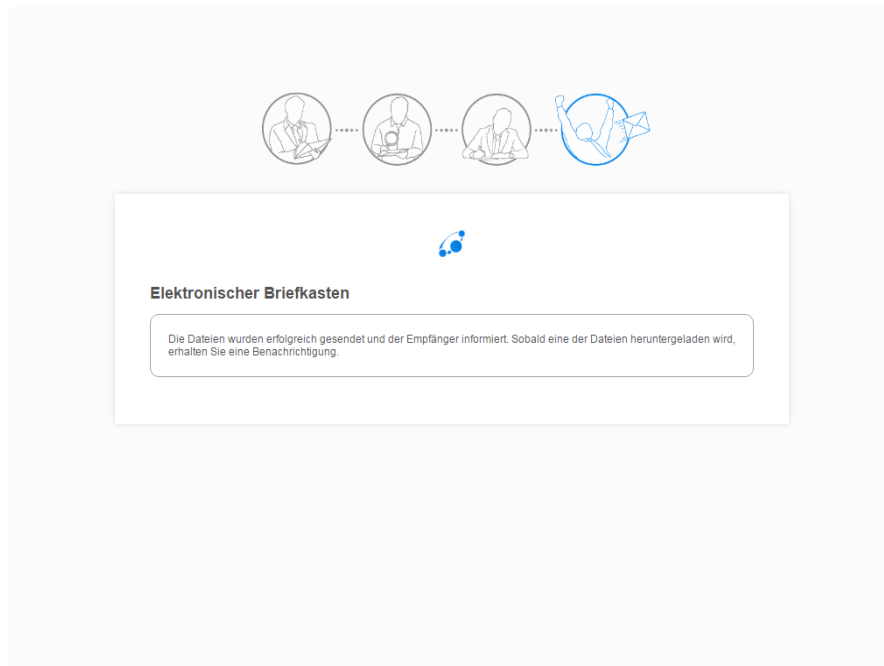 Elektronischer Briefkasten
Die Dateien wurden erfolgreich gesendet und der Empfänger informiert. Sobald eine der Dateien heruntergeladen wird,
erhalten Sie eine Benachrichtigung.